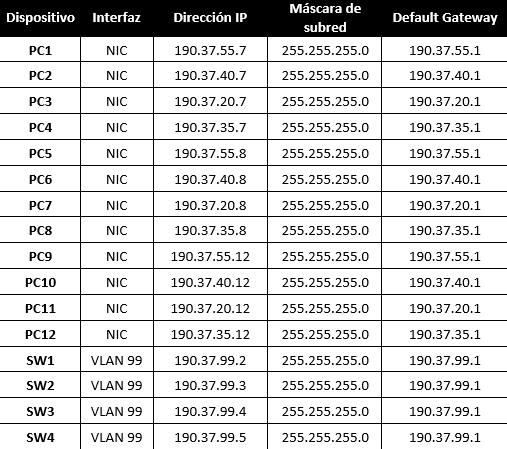 Dispositivo Interfaz Dirección IP Máscara de subred Default Gateway
PC1 NIC 190.37.55.7 255.255.255.0 190.37.55.1
PC2 NIC 190.37.40.7 255.255.255.0 190.37.40.1
PC3 NIC 190.37.20.7 255.255.255.0 190.37.20.1
PC4 NIC 190.37.35.7 255.255.255.0 190.37.35.1
PC5 NIC 190.37.55.8 255.255.255.0 190.37.55.1
PC6 NIC 190.37.40.8 255.255.255.0 190.37.40.1
PC7 NIC 190.37.20.8 255.255.255.0 190.37.20.1
PC8 NIC 190.37.35.8 255.255.255.0 190.37.35.1
PC9 NIC 190.37.55.12 255.255.255.0 190.37.55.1
PC10 NIC 190.37.40.12 255.255.255.0 190.37.40.1
PC11 NIC 190.37.20.12 255.255.255.0 190.37.20.1
PC12 NIC 190.37.35.12 255.255.255.0 190.37.35.1
SW1 VLAN 99 190.37.99.2 255.255.255.0 190.37.99.1
SW2 VLAN 99 190.37.99.3 255.255.255.0 190.37.99.1
SW3 VLAN 99 190.37.99.4 255.255.255.0 190.37.99.1
SW4 VLAN 99 190.37.99.5 255.255.255.0 190.37.99.1